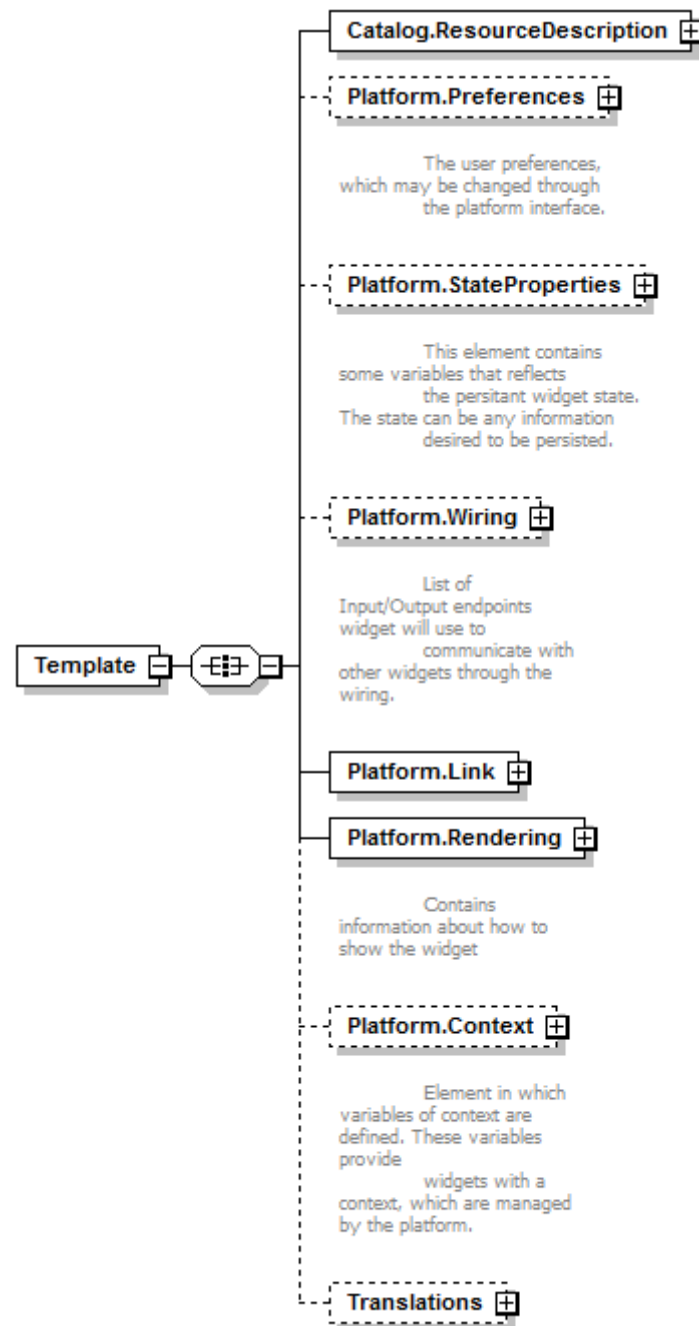 Catalog.ResourceDescription
Platform.Preferences
The user preferences,
which may be changed through
the platform interface.
Platform.StateProperties
This element contains
some variables that reflects
the persitant widget state.
The state can be any information
desired to be persisted.
Platform.Wiring
List of
Input/Output endpoints
widget will use to
communicate with
other widgets through the
wiring.
Template
Platform.Link
Platform.Rendering
Contains
information about how to
show the widget
Platform.Context
Element in which
variables of context are
defined. These variables
provide
widgets with a
context, which are managed
by the platform.
Translations